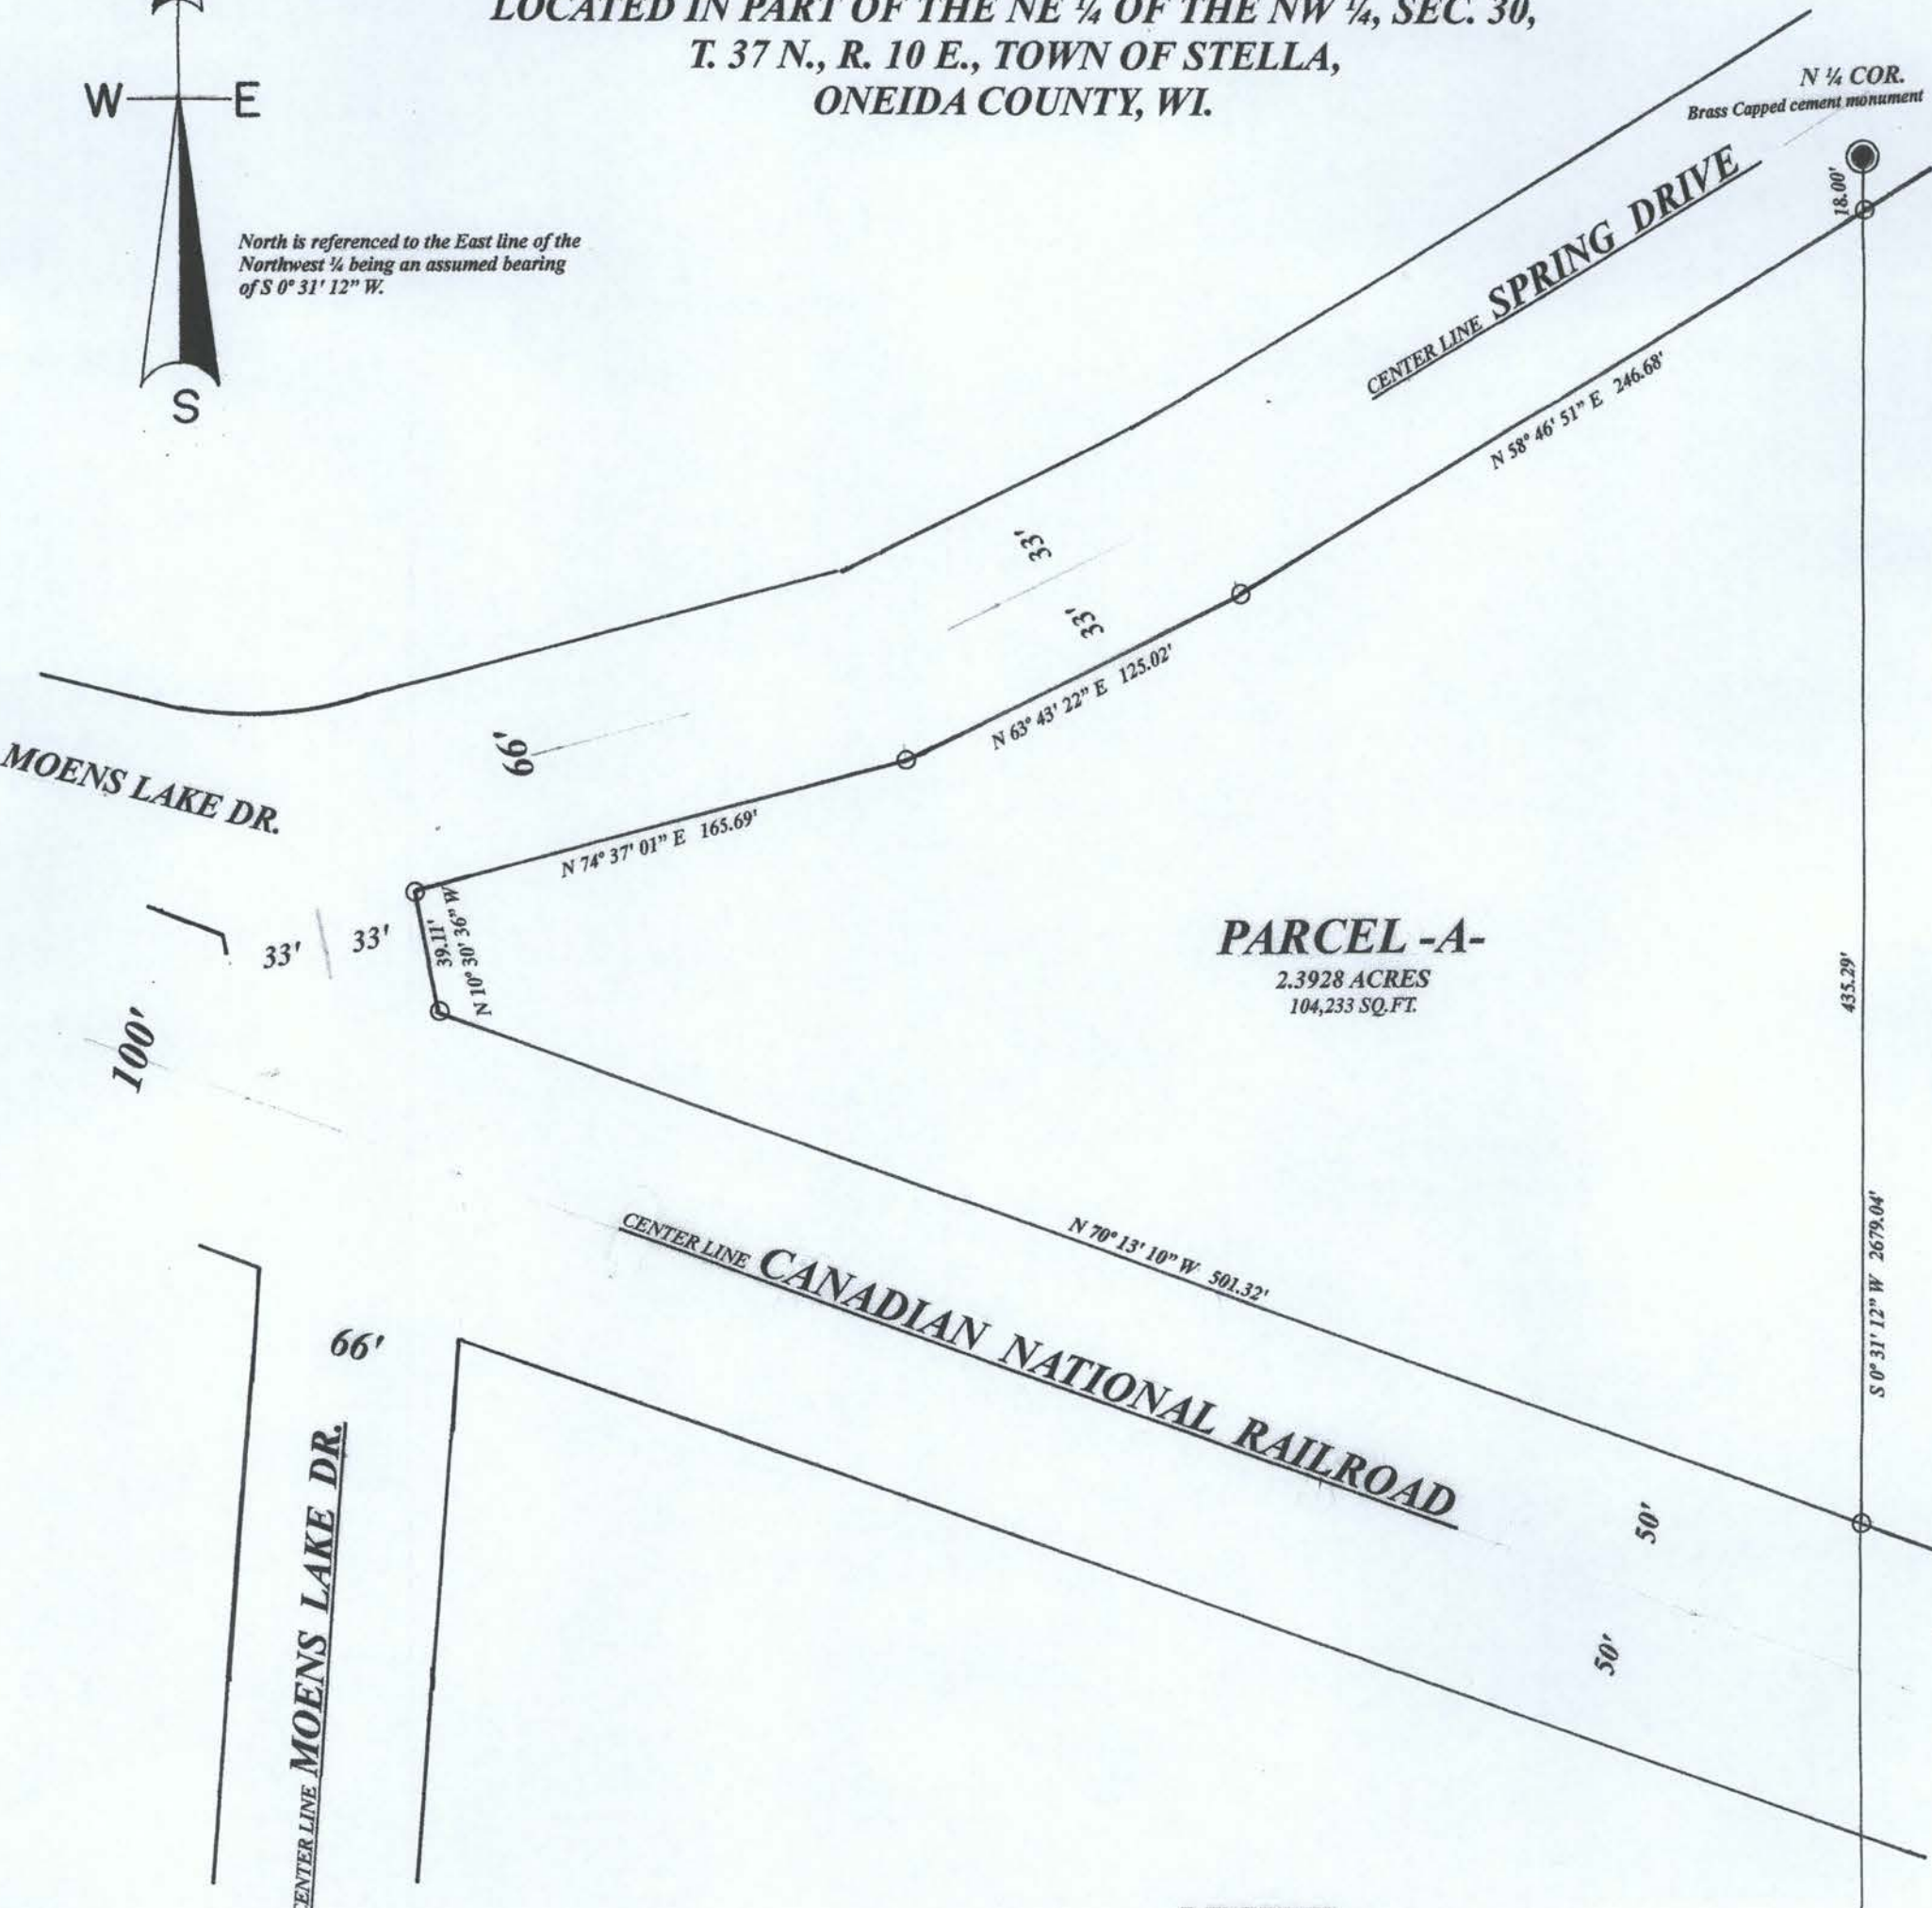 LOCATED IN PART OF THE NE ¼ OF THE NW ¼, SEC. 30,
T. 37 N., R. 10 E., TOWN OF STELLA,
ONEIDA COUNTY, WI.
W E
S
North is referenced to the East line of the
Northwest ¼ being an assumed bearing
of S 0° 31' 12" W.
N ¼ COR.
Brass Capped cement monument
18.00'
CENTER LINE SPRING DRIVE
N 58° 46' 51" E 246.68'
33'
33'
N 63° 43' 22" E 125.02'
66'
N 74° 37' 01" E 165.69'
MOENS LAKE DR.
33' 33'
39.11'
N 10° 30' 36" W
100'
PARCEL -A-
2.3928 ACRES
104,233 SQ.FT.
435.29'
S 0° 31' 12" W 2679.04'
N 70° 13' 10" W 501.32'
CENTER LINE CANADIAN NATIONAL RAILROAD
50'
50'
66'
CENTER LINE MOENS LAKE DR.